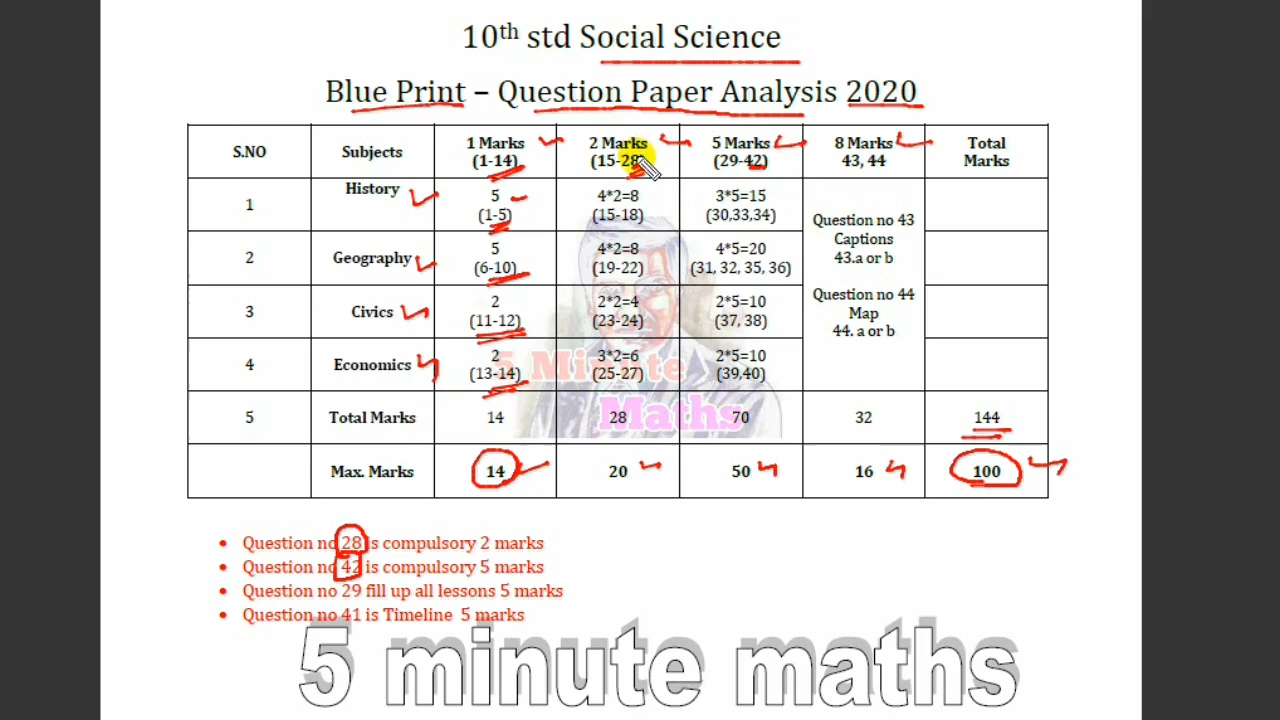 10th std Social Science
Blue Print – Question Paper Analysis 2020
S.NO Subjects 1 Marks (1-14) 2 Marks (15-28) 5 Marks (29-42) 8 Marks 43, 44 Total Marks
1 History 5 (1-5) 4*2=8 (15-18) 3*5=15 (30,33,34)
2 Geography 5 (6-10) 4*2=8 (19-22) 4*5=20 (31, 32, 35, 36)
3 Civics 2 (11-12) 2*2=4 (23-24) 2*5=10 (37, 38)
4 Economics 2 (13-14) 3*2=6 (25-27) 2*5=10 (39,40)
Question no 43
Captions
43.a or b
Question no 44
Map
44. a or b
5 Total Marks 14 28 70 32 144
Max. Marks 14 20 50 16 100
5 Minute
Maths
• Question no 28 is compulsory 2 marks
• Question no 42 is compulsory 5 marks
• Question no 29 fill up all lessons 5 marks
• Question no 41 is Timeline 5 marks
5 minute maths